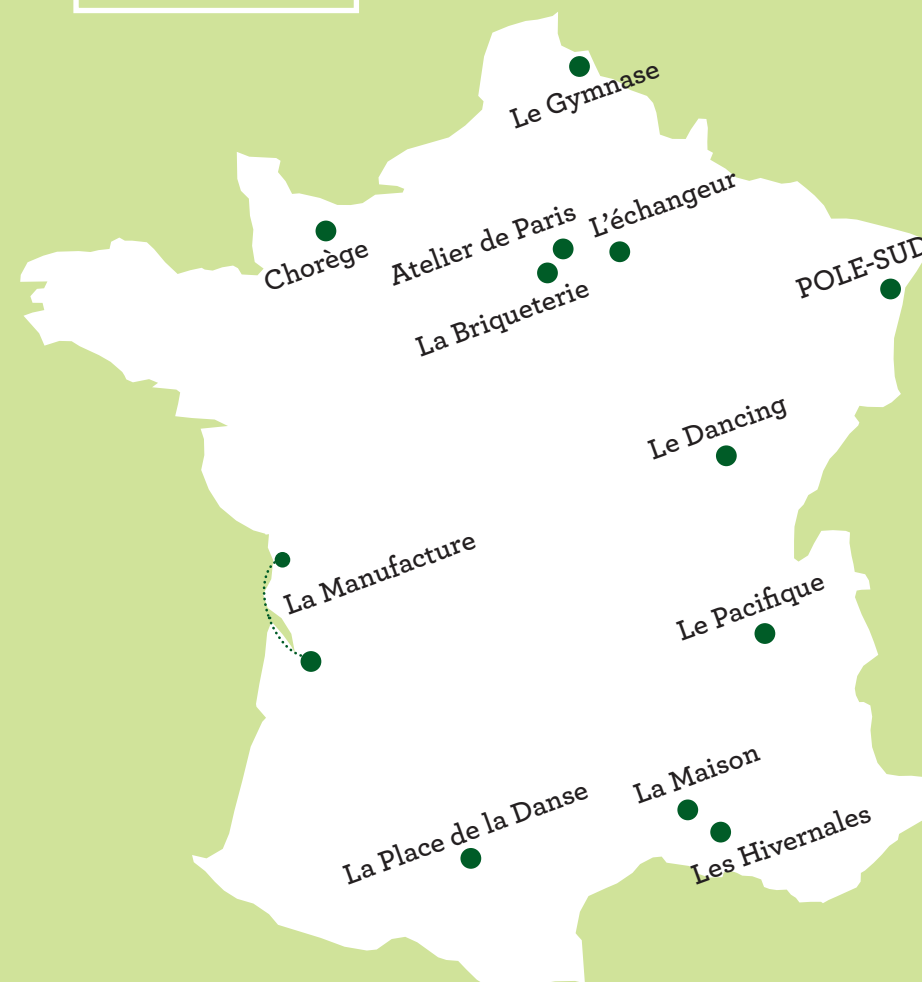 Le Gymnase
L’échangeur
Atelier de Paris
Chorège
POLE-SUD
La Briqueterie
Le Dancing
La Manufacture
Le Pacifique
La Maison
La Place de la Danse
Les Hivernales